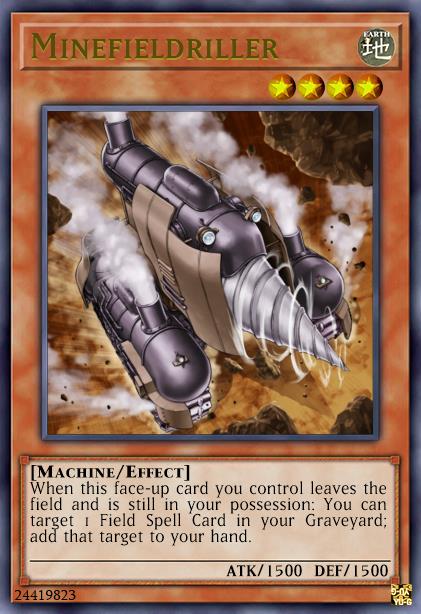 Minefieldriller
EARTH
地
[Machine/Effect]
When this face-up card you control leaves the
field and is still in your possession: You can
target 1 Field Spell Card in your Graveyard;
add that target to your hand.
ATK/1500 DEF/1500
24419823